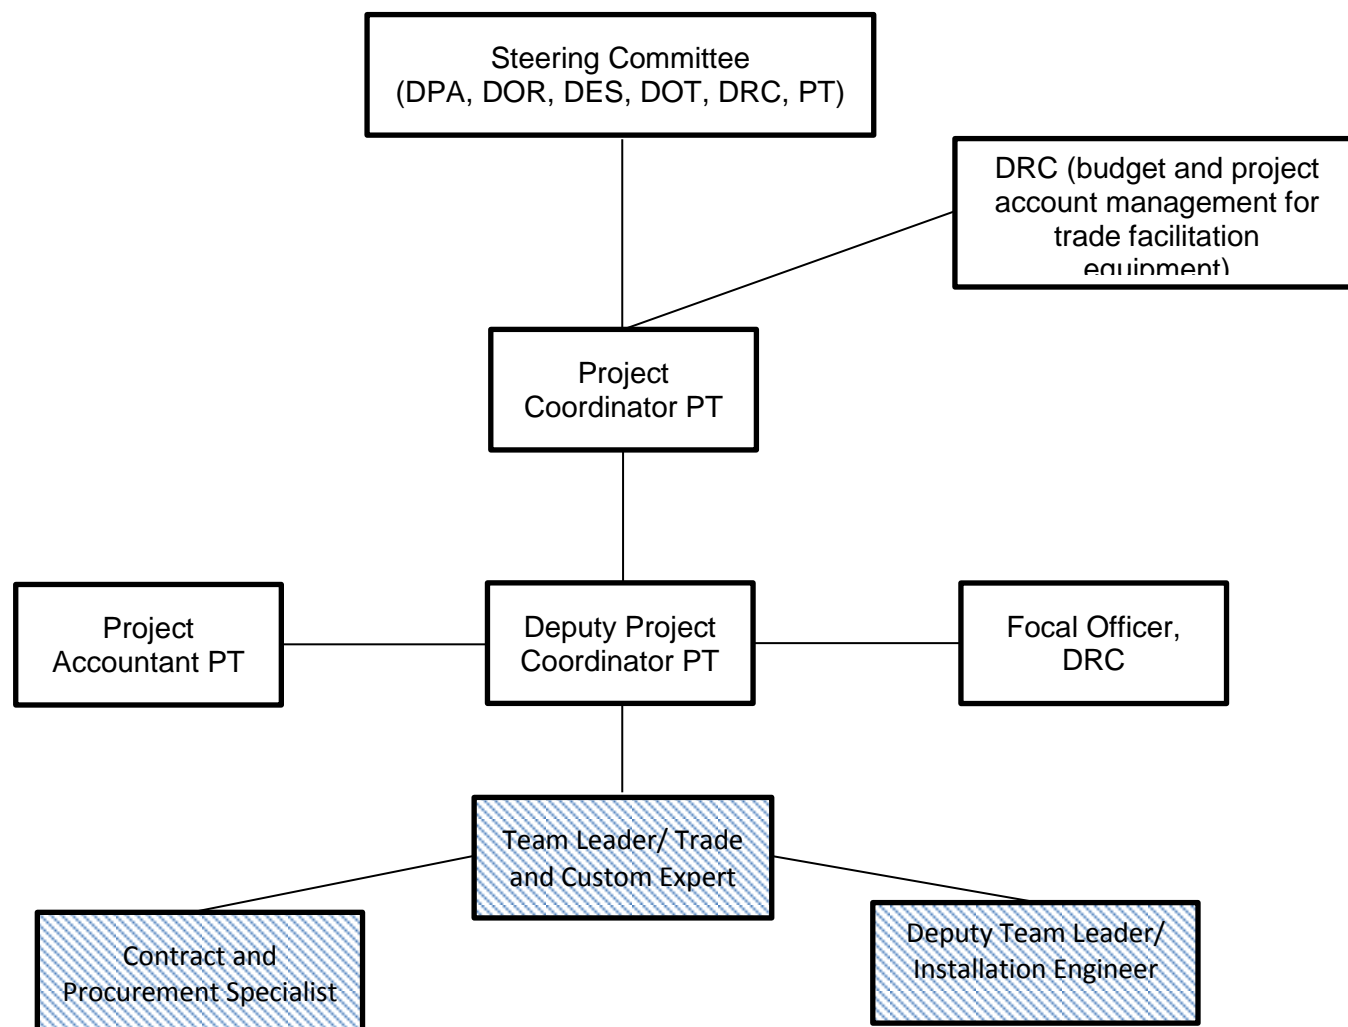 Steering Committee
(DPA, DOR, DES, DOT, DRC, PT)
DRC (budget and project
account management for
trade facilitation
equipment)
Project
Coordinator PT
Project
Accountant PT
Deputy Project
Coordinator PT
Focal Officer,
DRC
Team Leader/ Trade
and Custom Expert
Contract and
Procurement Specialist
Deputy Team Leader/
Installation Engineer